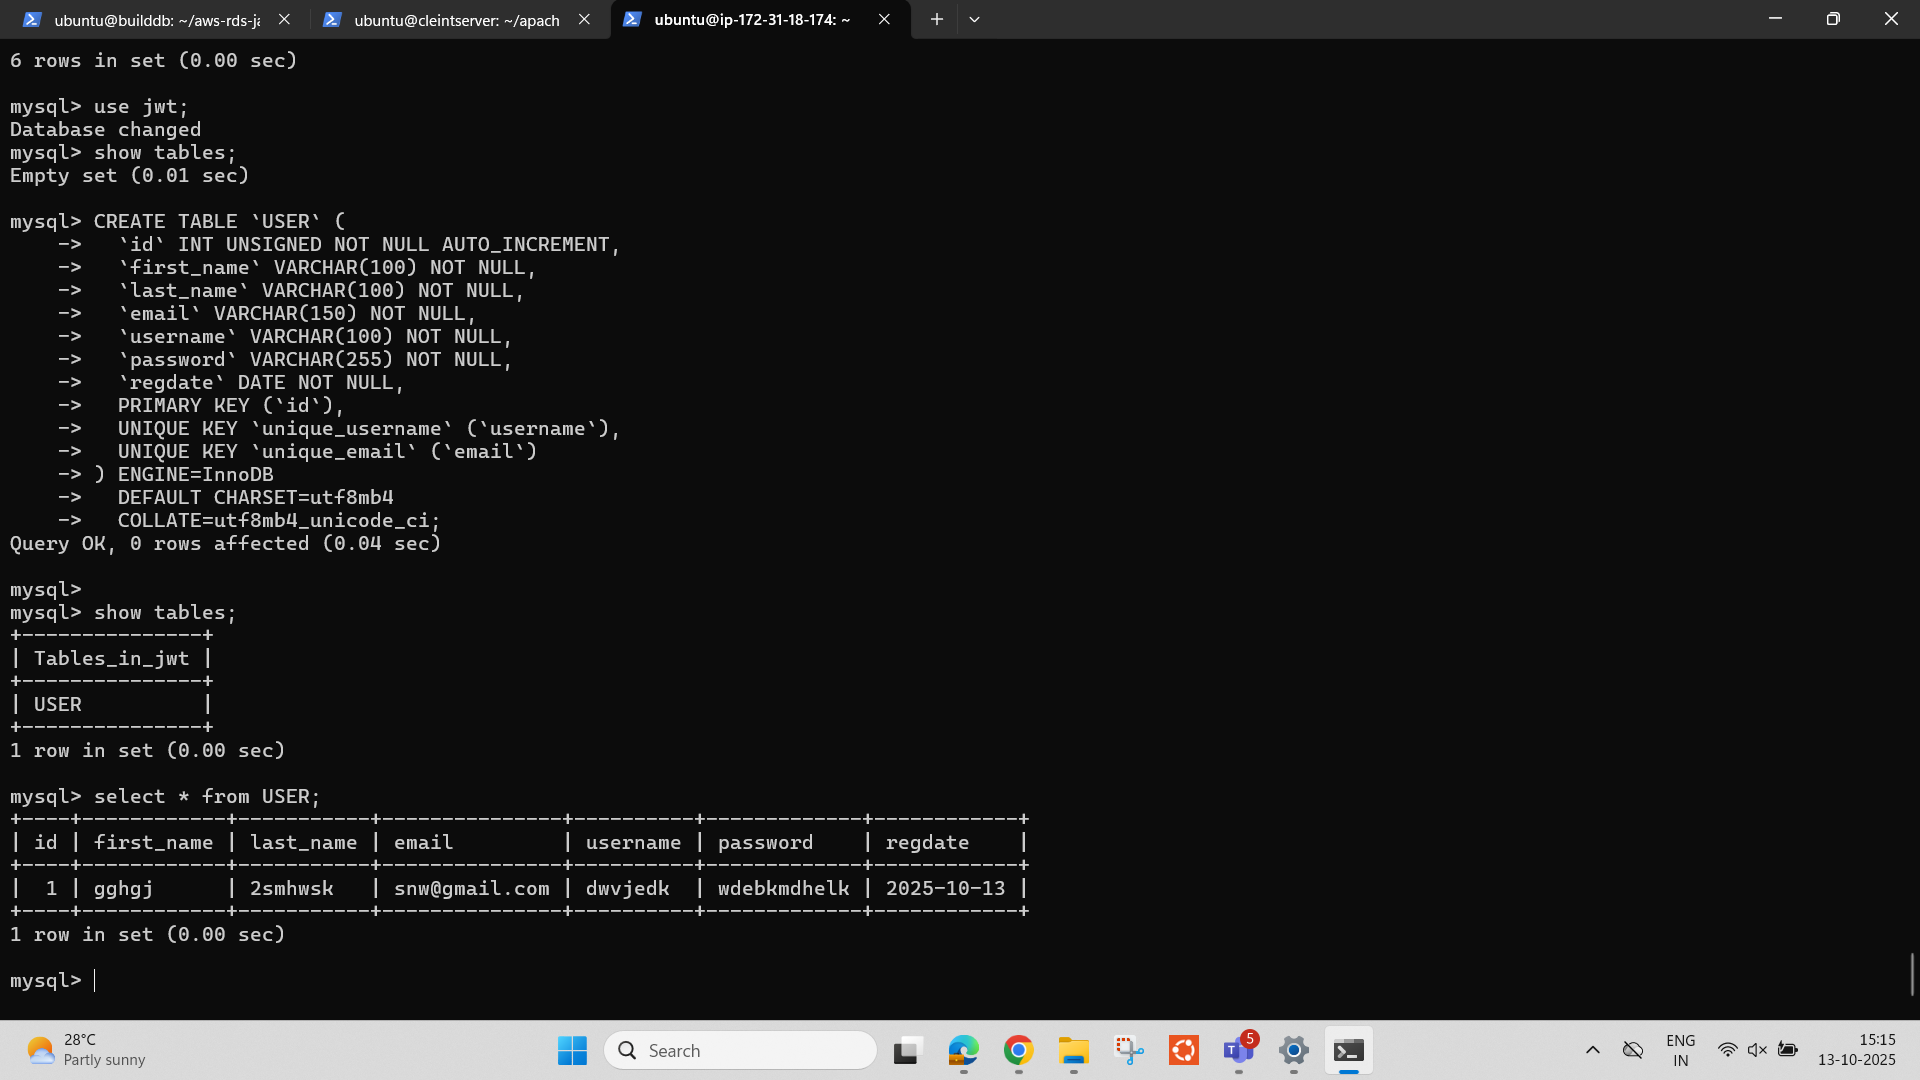 ubuntu@builddb: ~/aws-rds-ja
ubuntu@cleintserver: ~/apach
ubuntu@ip-172-31-18-174: ~
6 rows in set (0.00 sec)
mysql> use jwt;
Database changed
mysql> show tables;
Empty set (0.01 sec)
mysql> CREATE TABLE `USER` (
    ->   `id` INT UNSIGNED NOT NULL AUTO_INCREMENT,
    ->   `first_name` VARCHAR(100) NOT NULL,
    ->   `last_name` VARCHAR(100) NOT NULL,
    ->   `email` VARCHAR(150) NOT NULL,
    ->   `username` VARCHAR(100) NOT NULL,
    ->   `password` VARCHAR(255) NOT NULL,
    ->   `regdate` DATE NOT NULL,
    ->   PRIMARY KEY (`id`),
    ->   UNIQUE KEY `unique_username` (`username`),
    ->   UNIQUE KEY `unique_email` (`email`)
    -> ) ENGINE=InnoDB
    ->   DEFAULT CHARSET=utf8mb4
    ->   COLLATE=utf8mb4_unicode_ci;
Query OK, 0 rows affected (0.04 sec)
mysql>
mysql> show tables;
+---------------+
| Tables_in_jwt |
+---------------+
| USER          |
+---------------+
1 row in set (0.00 sec)
mysql> select * from USER;
+----+------------+-----------+---------------+----------+-------------+------------+
| id | first_name | last_name | email         | username | password    | regdate    |
+----+------------+-----------+---------------+----------+-------------+------------+
|  1 | gghgj      | 2smhwsk   | snw@gmail.com | dwvjedk  | wdebkmdhelk | 2025-10-13 |
+----+------------+-----------+---------------+----------+-------------+------------+
1 row in set (0.00 sec)
mysql>
28°C
Partly sunny
Search
5
ENG
IN
15:15
13-10-2025